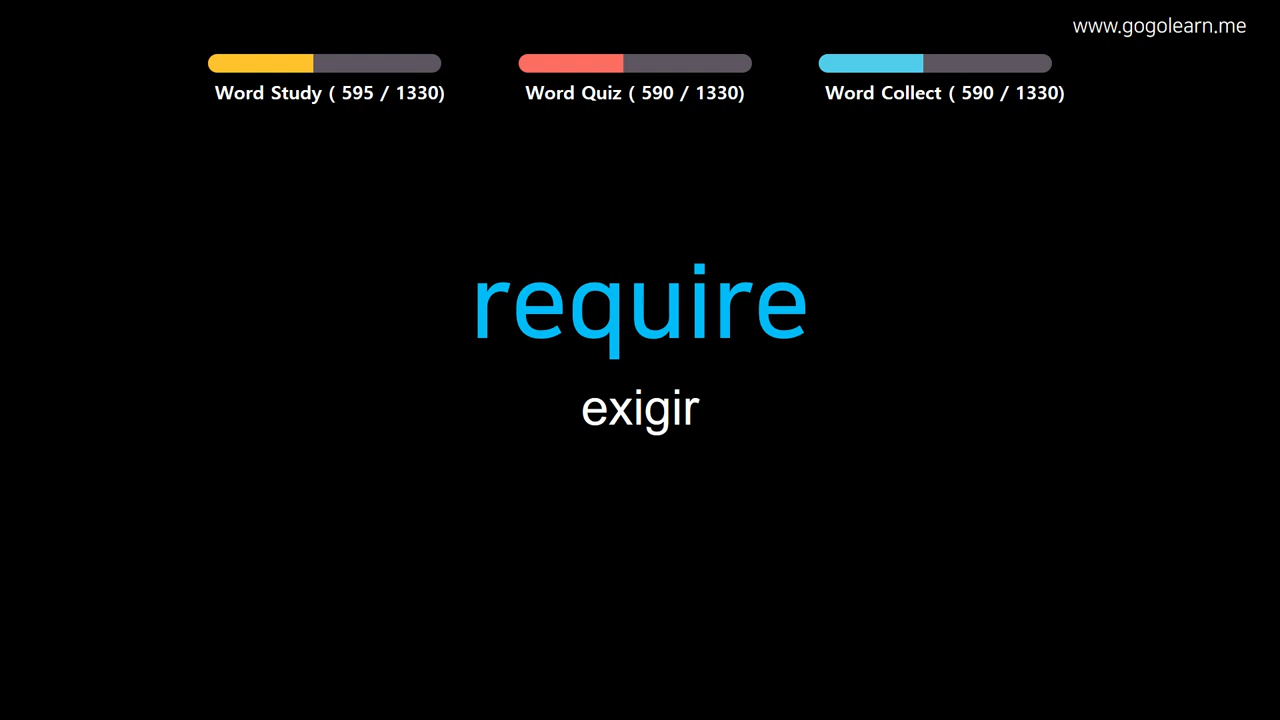 www.gogolearn.me
Word Study ( 595 / 1330)
Word Quiz ( 590 / 1330)
Word Collect ( 590 / 1330)
require
exigir